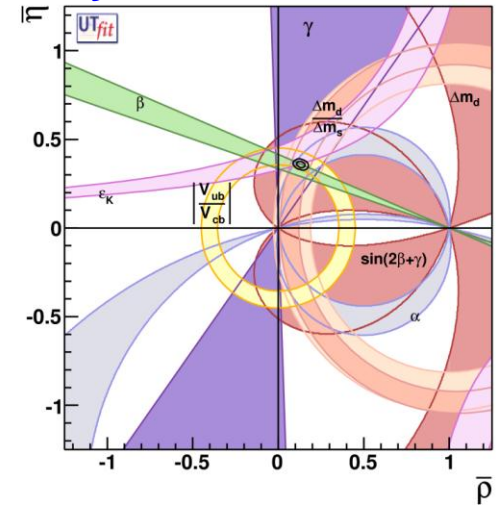 η̄
UTfit
γ
1
β
Δm_d
Δm_d
Δm_s
0.5
ε_K
V_ub
V_cb
0
sin(2β+γ)
-0.5
α
-1
-1
-0.5
0
0.5
1
ρ̄